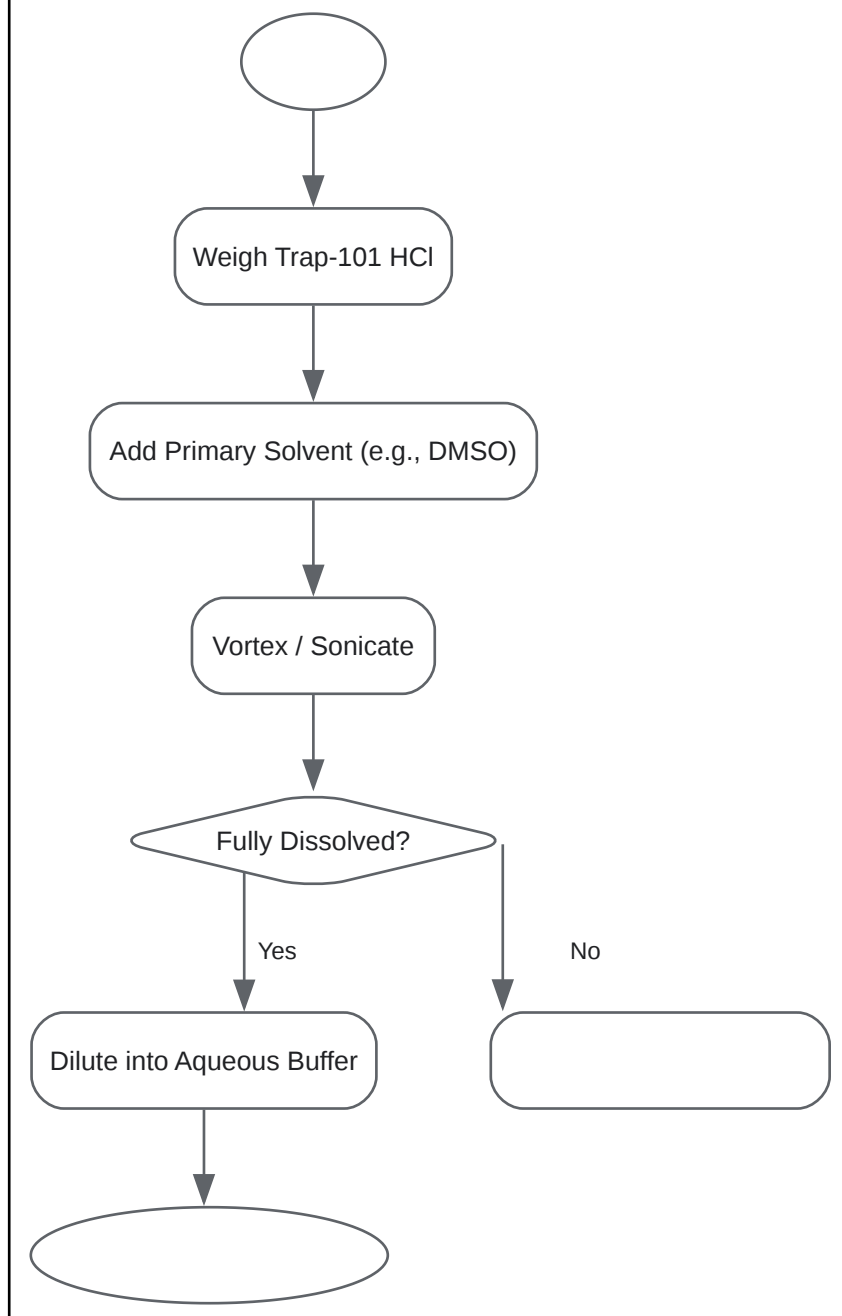 Weigh Trap-101 HCl
Add Primary Solvent (e.g., DMSO)
Vortex / Sonicate
Fully Dissolved?
Yes
No
Dilute into Aqueous Buffer